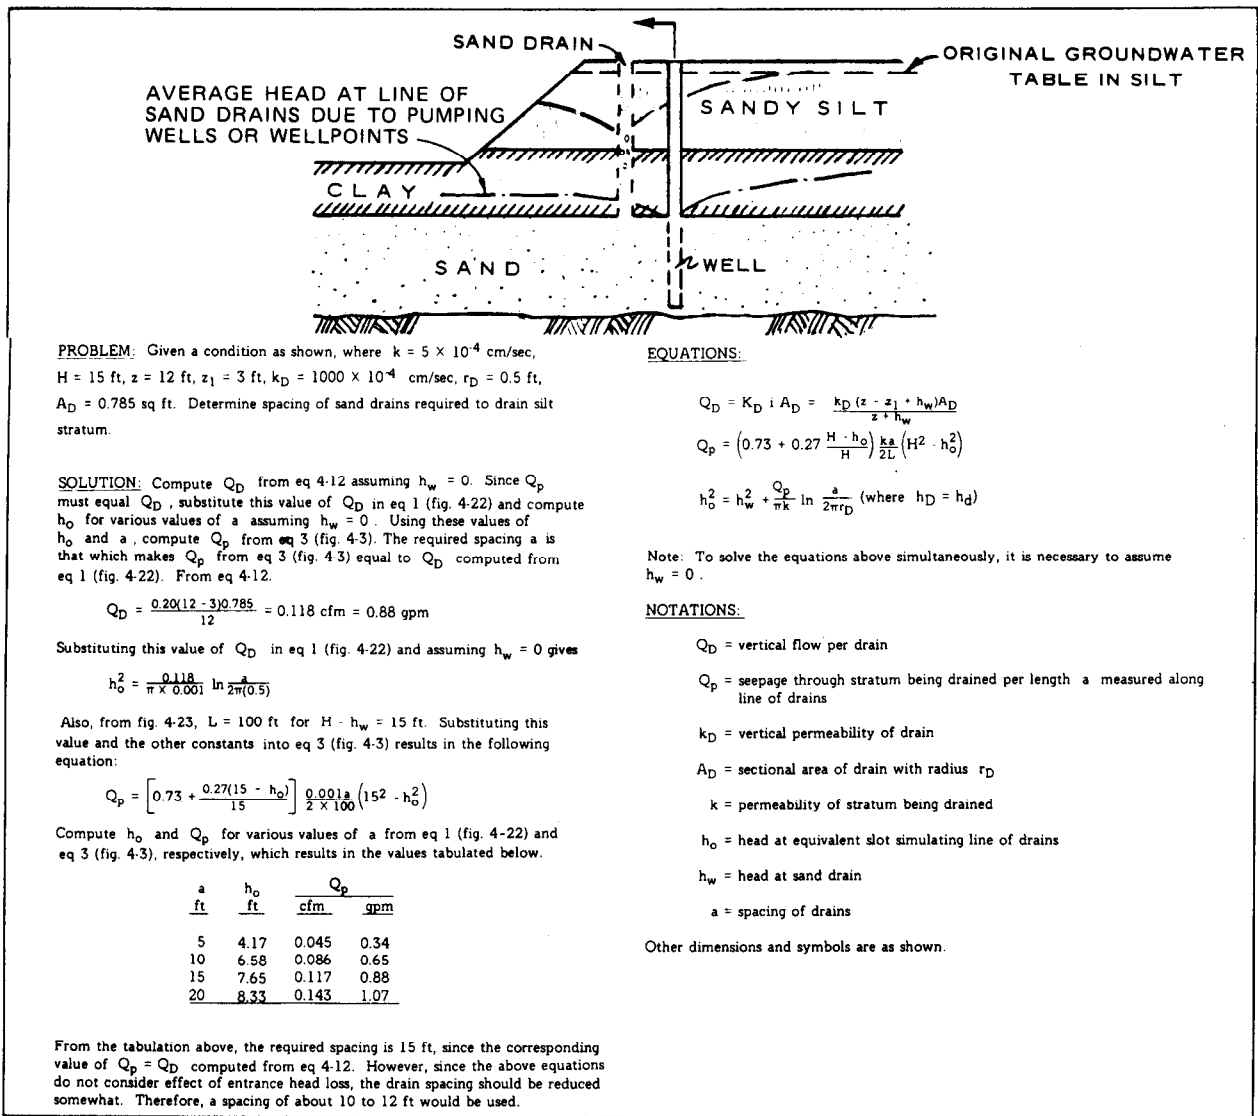 SAND DRAIN
ORIGINAL GROUNDWATER
TABLE IN SILT
AVERAGE HEAD AT LINE OF
SAND DRAINS DUE TO PUMPING
WELLS OR WELLPOINTS
SANDY SILT
CLAY
SAND
WELL
PROBLEM: Given a condition as shown, where k = 5 × 10⁻⁴ cm/sec,
H = 15 ft, z = 12 ft, z₁ = 3 ft, k_D = 1000 × 10⁻⁴ cm/sec, r_D = 0.5 ft,
A_D = 0.785 sq ft. Determine spacing of sand drains required to drain silt
stratum.
SOLUTION: Compute Q_D from eq 4-12 assuming h_w = 0. Since Q_p
must equal Q_D , substitute this value of Q_D in eq 1 (fig. 4-22) and compute
h_o for various values of a assuming h_w = 0 . Using these values of
h_o and a , compute Q_p from eq 3 (fig. 4-3). The required spacing a is
that which makes Q_p from eq 3 (fig. 4-3) equal to Q_D computed from
eq 1 (fig. 4-22). From eq 4-12.
Q_D = 0.20(12 - 3)0.785 / 12 = 0.118 cfm = 0.88 gpm
Substituting this value of Q_D in eq 1 (fig. 4-22) and assuming h_w = 0 gives
h_o² = 0.118 / π × 0.001 ln a / 2π(0.5)
Also, from fig. 4-23, L = 100 ft for H - h_w = 15 ft. Substituting this
value and the other constants into eq 3 (fig. 4-3) results in the following
equation:
Q_p = [0.73 + 0.27(15 - h_o) / 15] 0.001a / 2 × 100 (15² - h_o²)
Compute h_o and Q_p for various values of a from eq 1 (fig. 4-22) and
eq 3 (fig. 4-3), respectively, which results in the values tabulated below.
a h_o Q_p
ft ft cfm gpm
5 4.17 0.045 0.34
10 6.58 0.086 0.65
15 7.65 0.117 0.88
20 8.33 0.143 1.07
From the tabulation above, the required spacing is 15 ft, since the corresponding
value of Q_p = Q_D computed from eq 4-12. However, since the above equations
do not consider effect of entrance head loss, the drain spacing should be reduced
somewhat. Therefore, a spacing of about 10 to 12 ft would be used.
EQUATIONS:
Q_D = K_D i A_D = k_D (z - z₁ + h_w)A_D / z + h_w
Q_p = (0.73 + 0.27 H - h_o / H) ka / 2L (H² - h_o²)
h_o² = h_w² + Q_p / πk ln a / 2πr_D (where h_D = h_d)
Note: To solve the equations above simultaneously, it is necessary to assume
h_w = 0 .
NOTATIONS:
Q_D = vertical flow per drain
Q_p = seepage through stratum being drained per length a measured along
line of drains
k_D = vertical permeability of drain
A_D = sectional area of drain with radius r_D
k = permeability of stratum being drained
h_o = head at equivalent slot simulating line of drains
h_w = head at sand drain
a = spacing of drains
Other dimensions and symbols are as shown.